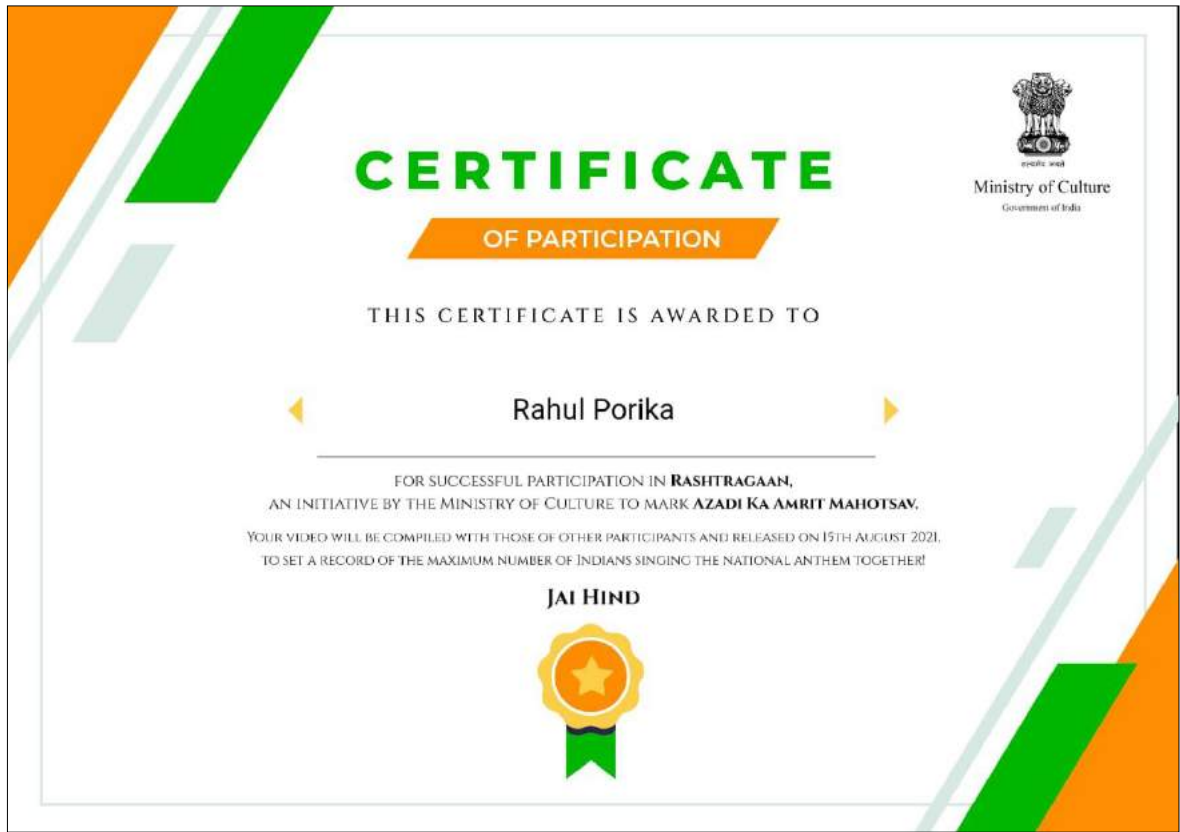 CERTIFICATE
OF PARTICIPATION
सत्यमेव जयते
Ministry of Culture
Government of India
THIS CERTIFICATE IS AWARDED TO
Rahul Porika
FOR SUCCESSFUL PARTICIPATION IN RASHTRAGAAN,
AN INITIATIVE BY THE MINISTRY OF CULTURE TO MARK AZADI KA AMRIT MAHOTSAV.
YOUR VIDEO WILL BE COMPILED WITH THOSE OF OTHER PARTICIPANTS AND RELEASED ON 15TH AUGUST 2021,
TO SET A RECORD OF THE MAXIMUM NUMBER OF INDIANS SINGING THE NATIONAL ANTHEM TOGETHER!
JAI HIND